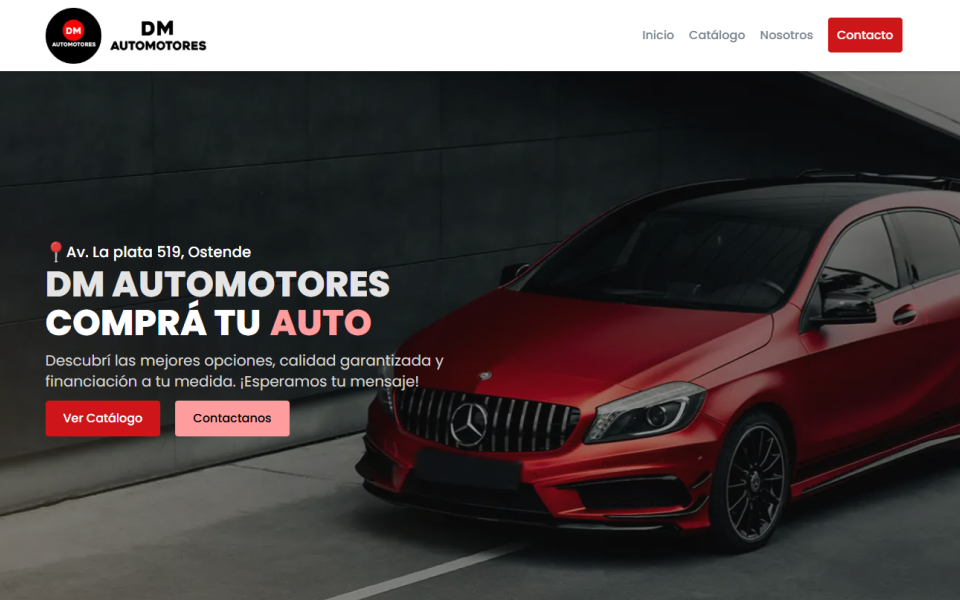 DM
AUTOMOTORES
DM
AUTOMOTORES
Inicio
Catálogo
Nosotros
Contacto
📍Av. La plata 519, Ostende
DM AUTOMOTORES
COMPRÁ TU AUTO
Descubrí las mejores opciones, calidad garantizada y
financiación a tu medida. ¡Esperamos tu mensaje!
Ver Catálogo
Contactanos